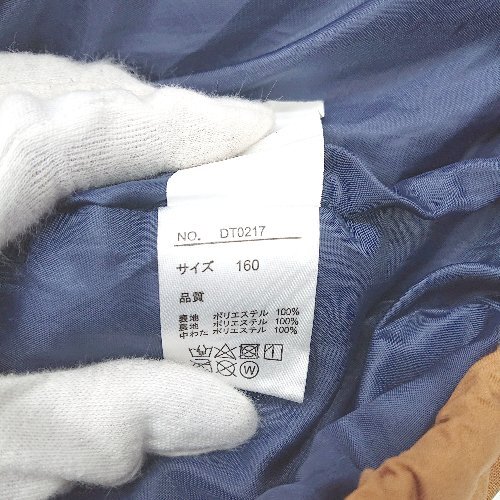 NO. DT0217
サイズ 160
品質
表地 ポリエステル 100%
裏地 ポリエステル 100%
中わた ポリエステル 100%